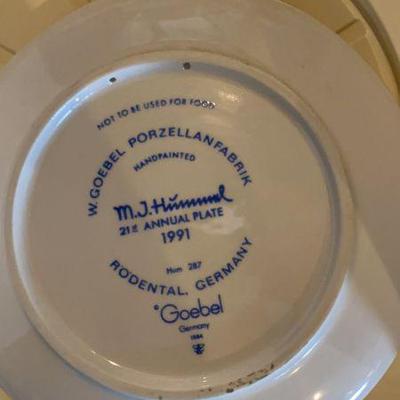 NOT TO BE USED FOR FOOD
W. GOEBEL PORZELLANFABRIK
HANDPAINTED
M.J. Hummel
21st ANNUAL PLATE
1991
Hum 287
RODENTAL, GERMANY
© Goebel
Germany
1984